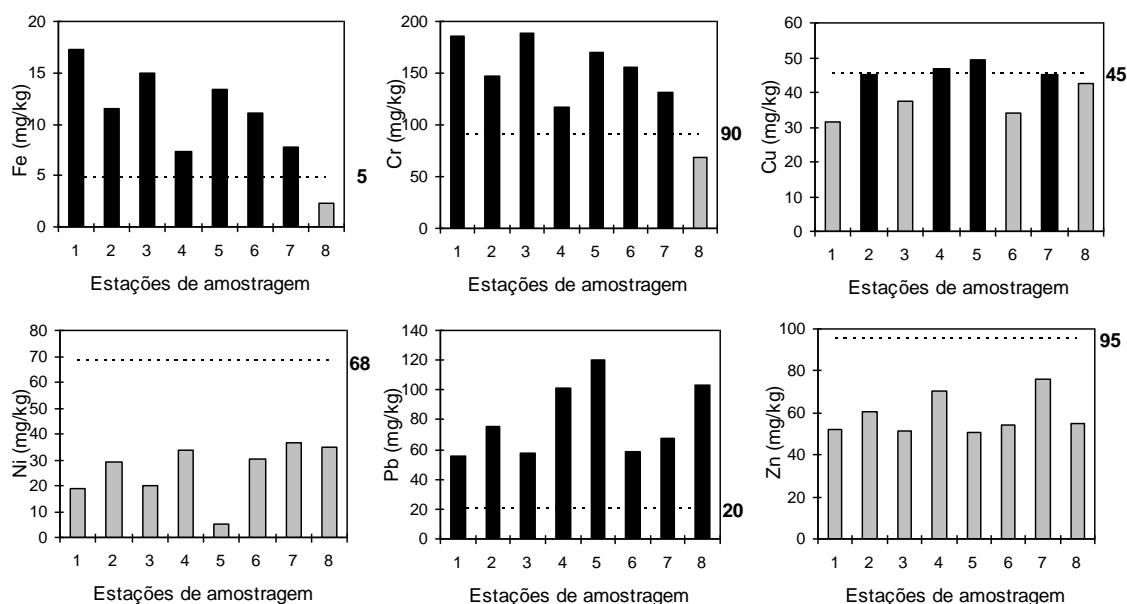 Fe (mg/kg)
20
15
10
5
0
5
1 2 3 4 5 6 7 8
Estações de amostragem
Cr (mg/kg)
200
150
100
50
0
90
1 2 3 4 5 6 7 8
Estações de amostragem
Cu (mg/kg)
60
50
40
30
20
10
0
45
1 2 3 4 5 6 7 8
Estações de amostragem
Ni (mg/kg)
80
70
60
50
40
30
20
10
0
68
1 2 3 4 5 6 7 8
Estações de amostragem
Pb (mg/kg)
140
120
100
80
60
40
20
0
20
1 2 3 4 5 6 7 8
Estações de amostragem
Zn (mg/kg)
100
80
60
40
20
0
95
1 2 3 4 5 6 7 8
Estações de amostragem